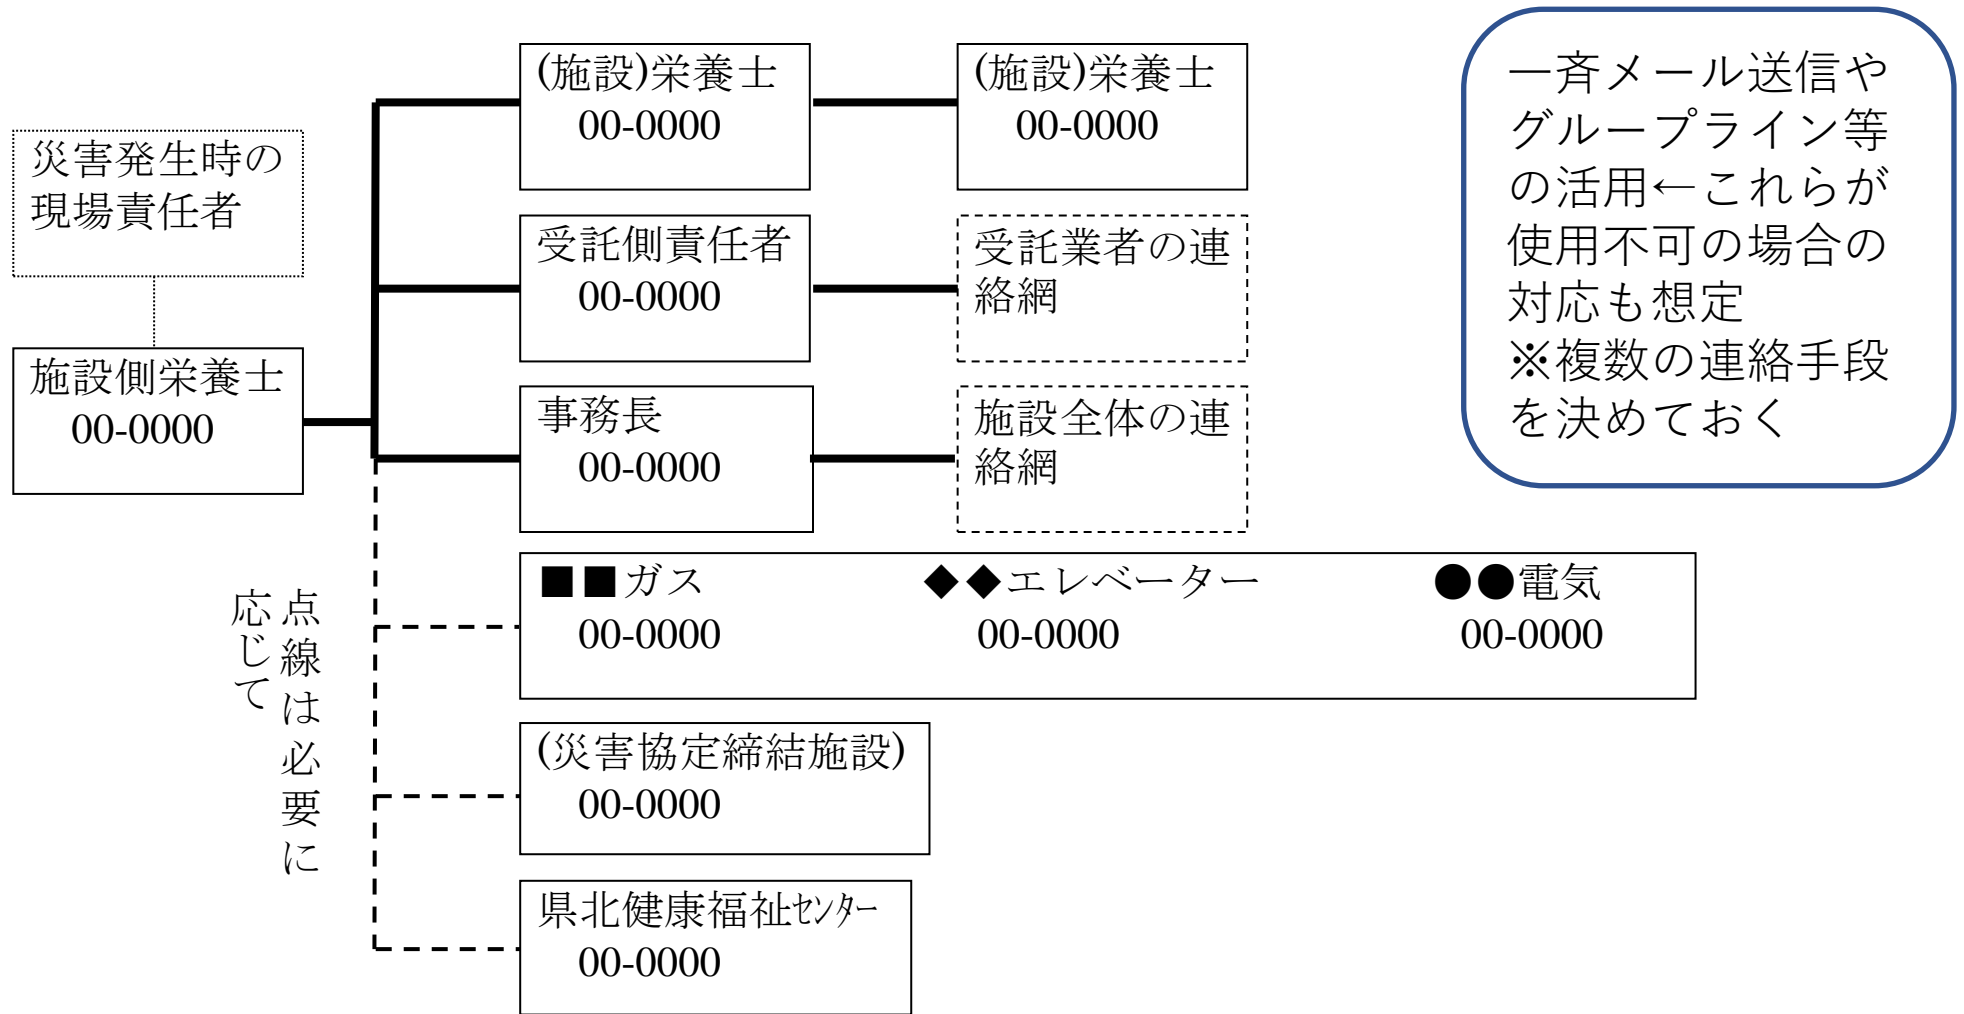 災害発生時の
現場責任者
施設側栄養士
00-0000
(施設)栄養士
00-0000
(施設)栄養士
00-0000
受託側責任者
00-0000
受託業者の連
絡網
事務長
00-0000
施設全体の連
絡網
■■ガス
00-0000
◆◆エレベーター
00-0000
●●電気
00-0000
(災害協定締結施設)
00-0000
県北健康福祉ｾﾝﾀｰ
00-0000
点線は必要に
応じて
一斉メール送信や
グループライン等
の活用←これらが
使用不可の場合の
対応も想定
※複数の連絡手段
を決めておく